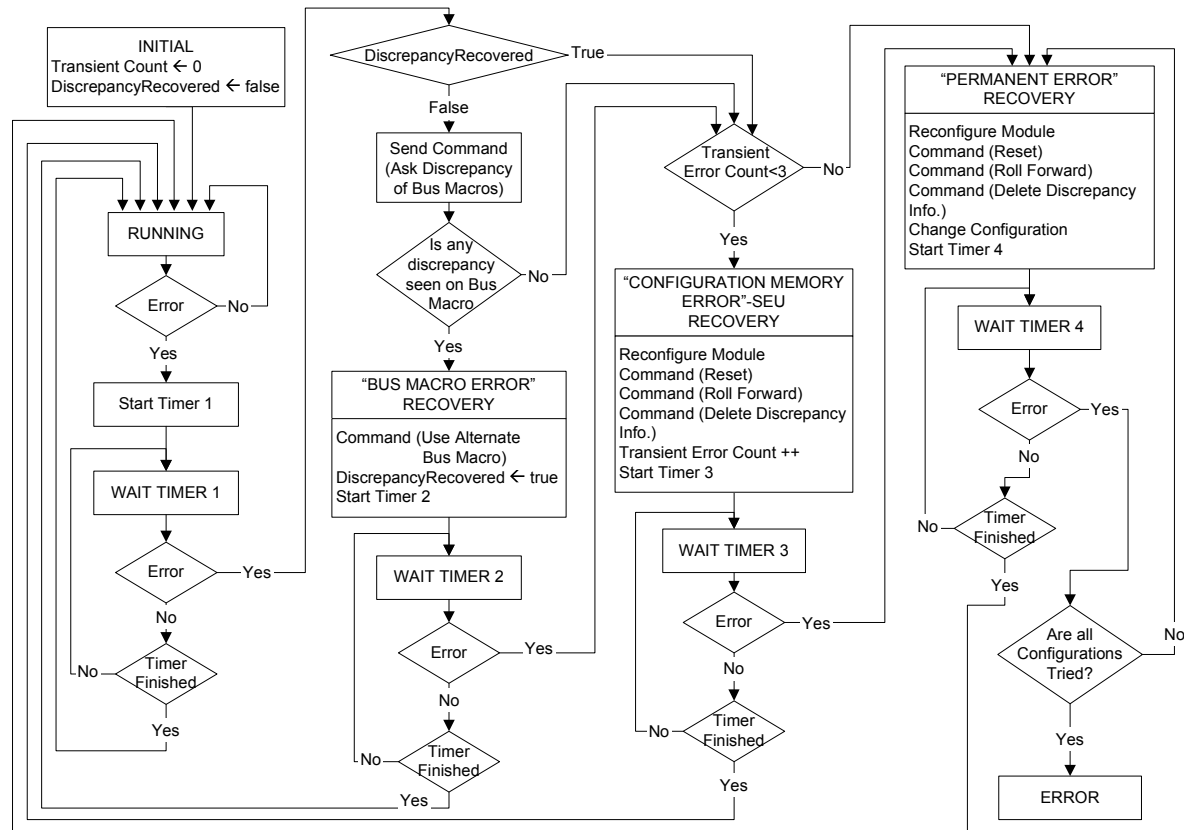 INITIAL
Transient Count ← 0
DiscrepancyRecovered ← false
RUNNING
Error
No
Yes
Start Timer 1
WAIT TIMER 1
Error
Yes
No
Timer
Finished
No
Yes
DiscrepancyRecovered
True
False
Send Command
(Ask Discrepancy
of Bus Macros)
Is any
discrepancy
seen on Bus
Macro
No
Yes
“BUS MACRO ERROR”
RECOVERY
Command (Use Alternate
Bus Macro)
DiscrepancyRecovered ← true
Start Timer 2
WAIT TIMER 2
Error
Yes
No
Timer
Finished
No
Yes
Transient
Error Count<3
No
Yes
“CONFIGURATION MEMORY
ERROR”-SEU
RECOVERY
Reconfigure Module
Command (Reset)
Command (Roll Forward)
Command (Delete Discrepancy
Info.)
Transient Error Count ++
Start Timer 3
WAIT TIMER 3
Error
Yes
No
Timer
Finished
No
Yes
“PERMANENT ERROR”
RECOVERY
Reconfigure Module
Command (Reset)
Command (Roll Forward)
Command (Delete Discrepancy
Info.)
Change Configuration
Start Timer 4
WAIT TIMER 4
Error
Yes
No
Timer
Finished
No
Yes
Are all
Configurations
Tried?
No
Yes
ERROR